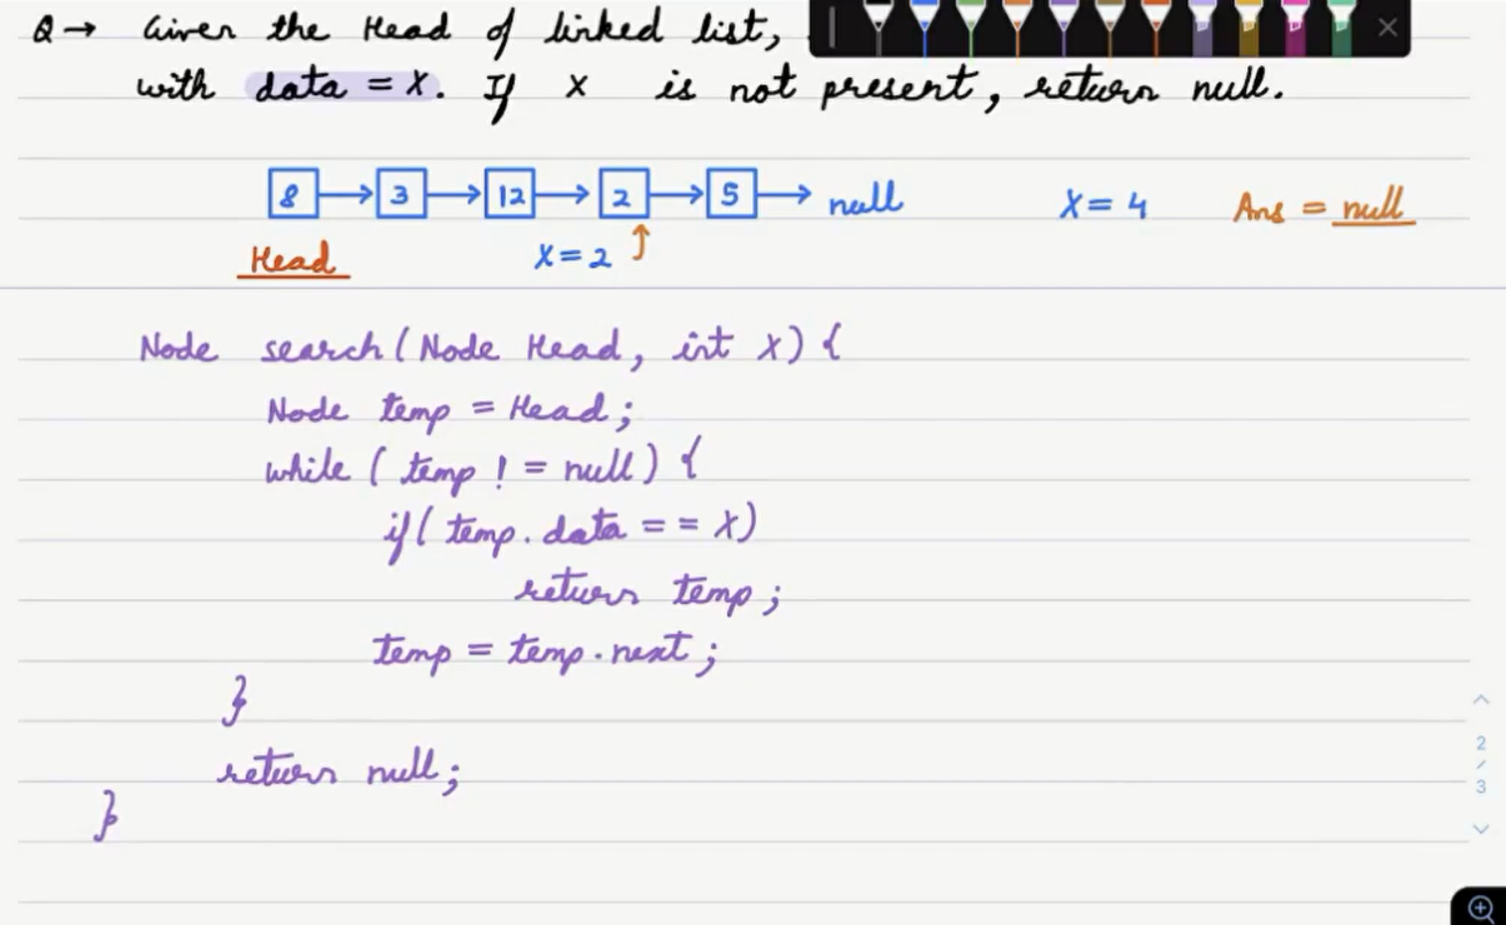 Q → Given the Head of linked list,
with data = X. If X is not present, return null.
8 → 3 → 12 → 2 → 5 → null X = 4 Ans = null
Head X = 2
Node search(Node Head, int X) {
Node temp = Head;
while ( temp ! = null) {
if( temp. data = = X)
return temp;
temp = temp.next;
}
return null;
}
2
/
3